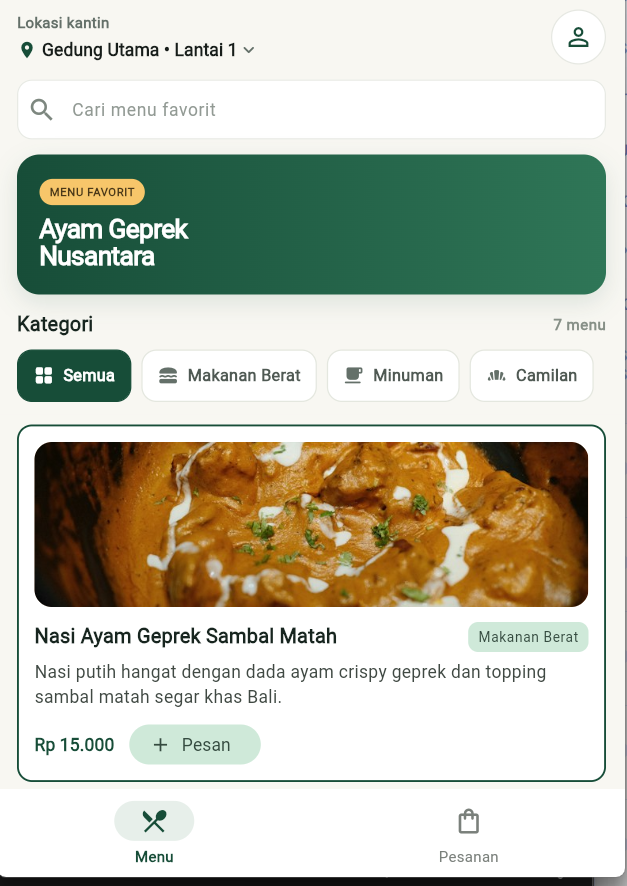 Lokasi kantin
Gedung Utama • Lantai 1
Cari menu favorit
MENU FAVORIT
Ayam Geprek
Nusantara
Kategori
7 menu
Semua
Makanan Berat
Minuman
Camilan
Nasi Ayam Geprek Sambal Matah
Makanan Berat
Nasi putih hangat dengan dada ayam crispy geprek dan topping
sambal matah segar khas Bali.
Rp 15.000
+ Pesan
Menu
Pesanan